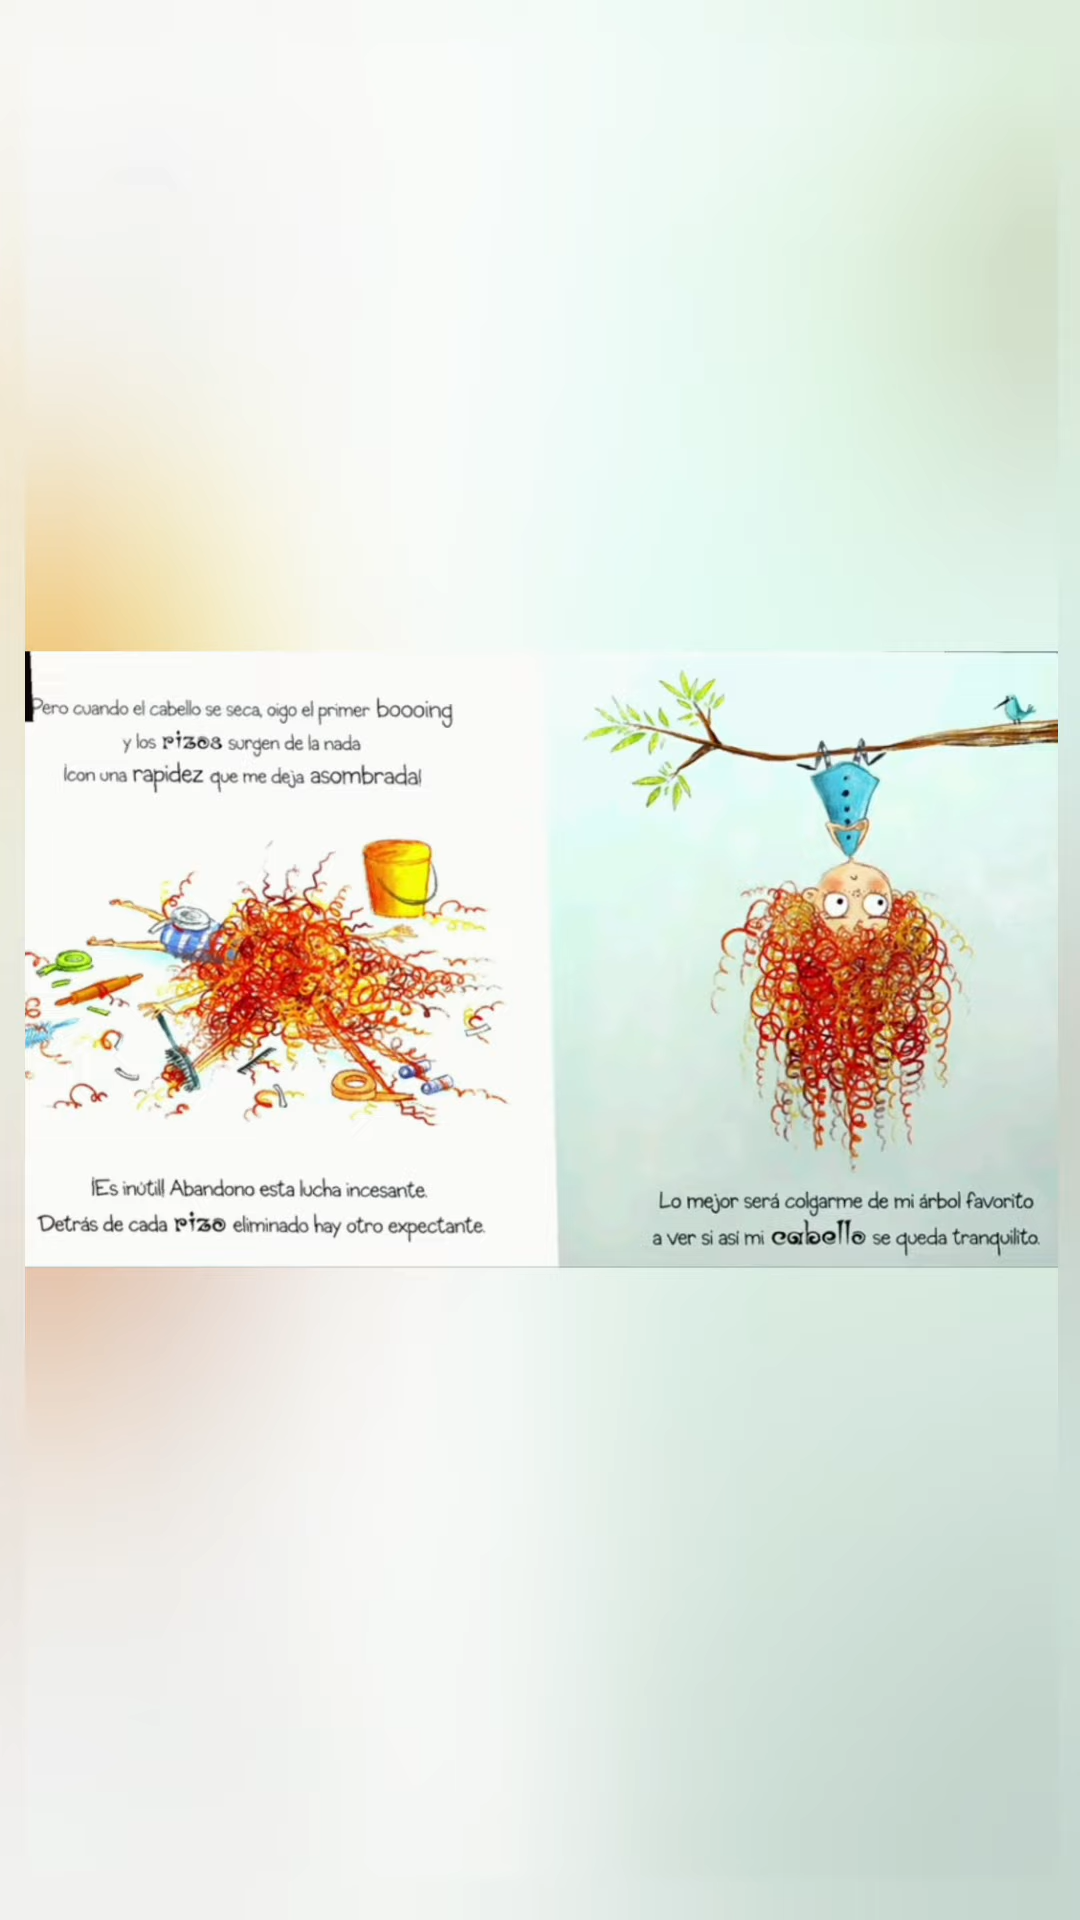 Pero cuando el cabello se seca, oigo el primer boooing
y los rizos surgen de la nada
¡con una rapidez que me deja asombrada!
¡Es inútil! Abandono esta lucha incesante.
Detrás de cada rizo eliminado hay otro expectante.
Lo mejor será colgarme de mi árbol favorito
a ver si así mi cabello se queda tranquilito.